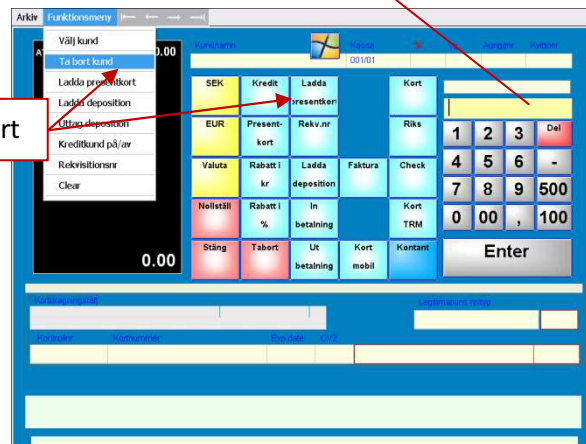 Arkiv Funktionsmeny
Välj kund
Ta bort kund
Ladda presentkort
Ladda deposition
Uttag deposition
Kreditkund på/av
Rekvisitionsnr
Clear
0.00
0.00
rt
Kundnamn Kassa Kvittonr
001/01
SEK Kredit Ladda presentkort Kort
EUR Present-kort Rekv.nr Riks
Valuta Rabatt i kr Ladda deposition Faktura Check
Nollställ Rabatt i % In betalning Kort TRM
Stäng Tabort Ut betalning Kort mobil Kontant
1 2 3 Del
4 5 6 -
7 8 9 500
0 00 , 100
Enter
Kortdragningsfält Legitimations nr/typ
Kontrollnr Kortnummer Exp.date CV2